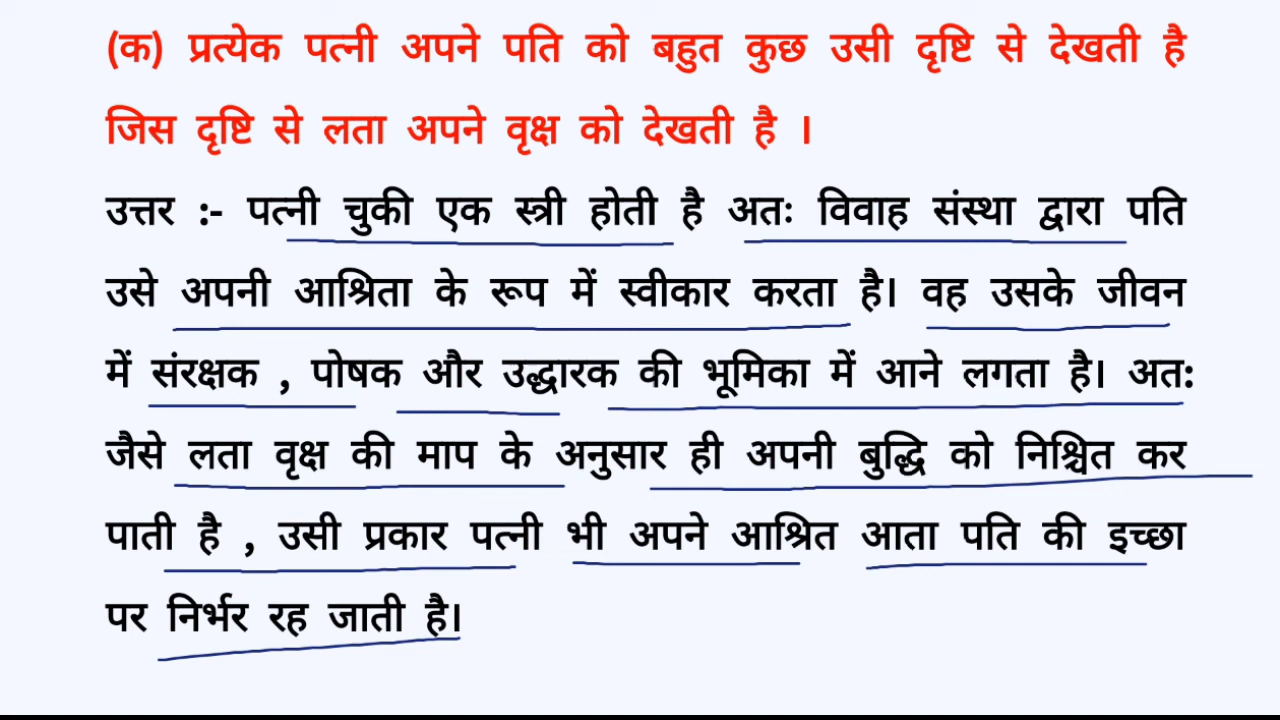 (क) प्रत्येक पत्नी अपने पति को बहुत कुछ उसी दृष्टि से देखती है
जिस दृष्टि से लता अपने वृक्ष को देखती है ।
उत्तर :- पत्नी चुकी एक स्त्री होती है अतः विवाह संस्था द्वारा पति
उसे अपनी आश्रिता के रूप में स्वीकार करता है। वह उसके जीवन
में संरक्षक , पोषक और उद्धारक की भूमिका में आने लगता है। अत:
जैसे लता वृक्ष की माप के अनुसार ही अपनी बुद्धि को निश्चित कर
पाती है , उसी प्रकार पत्नी भी अपने आश्रित आता पति की इच्छा
पर निर्भर रह जाती है।